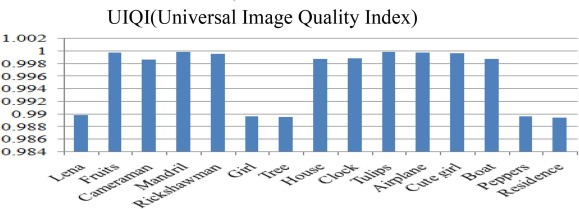 UIQI(Universal Image Quality Index)
1.002
1
0.998
0.996
0.994
0.992
0.99
0.988
0.986
0.984
Lena
Fruits
Cameraman
Mandril
Rickshawman
Girl
Tree
House
Clock
Tulips
Airplane
Cute girl
Boat
Peppers
Residence